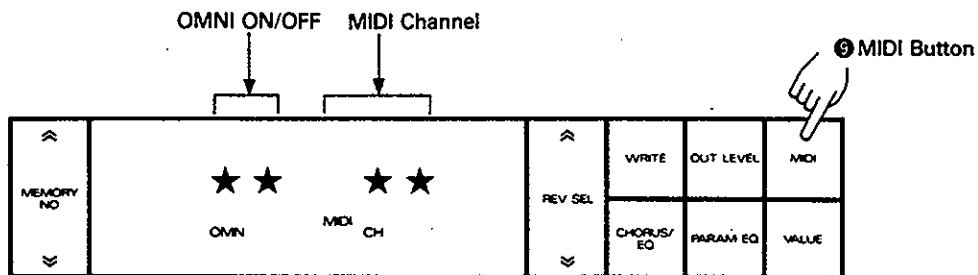 OMNI ON/OFF MIDI Channel
❾ MIDI Button
MEMORY NO
★★ ★★
OMN MIDI CH
REV SEL
WRITE OUT LEVEL MIDI
CHORUS/EQ PARAM EQ VALUE